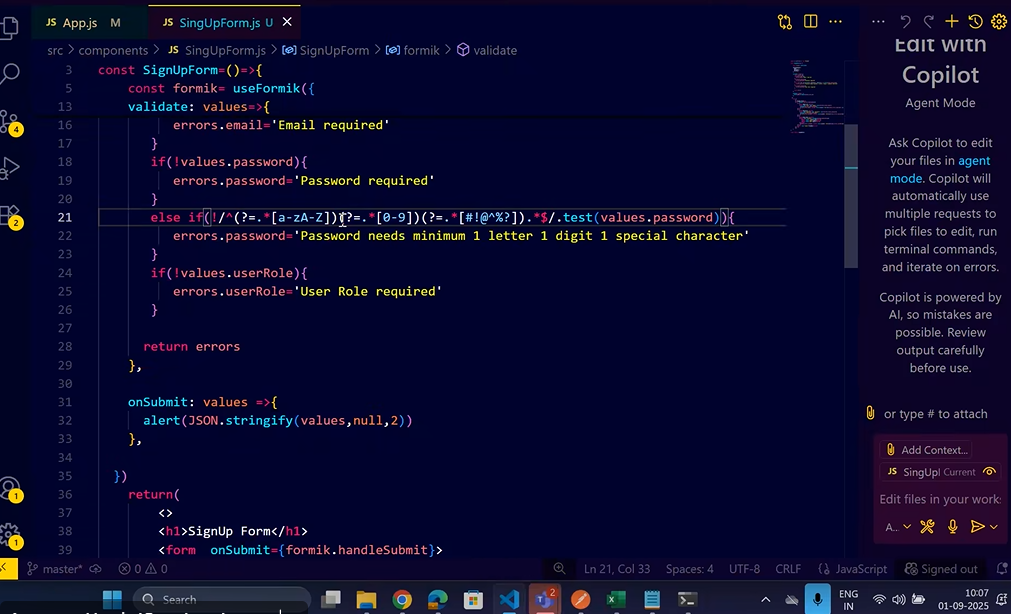 JS App.js M
JS SingUpForm.js U ×
src > components > JS SingUpForm.js > SignUpForm > formik > validate
3 const SignUpForm=()=>{
5 const formik= useFormik({
13 validate: values=>{
16 errors.email='Email required'
17 }
18 if(!values.password){
19 errors.password='Password required'
20 }
21 else if(!/^(?=.*[a-zA-Z])(?=.*[0-9])(?=.*[#!@^%?]).*$/.test(values.password)){
22 errors.password='Password needs minimum 1 letter 1 digit 1 special character'
23 }
24 if(!values.userRole){
25 errors.userRole='User Role required'
26 }
27
28 return errors
29 },
30
31 onSubmit: values =>{
32 alert(JSON.stringify(values,null,2))
33 },
34
35 })
36 return(
37 <>
38 <h1>SignUp Form</h1>
39 <form onSubmit={formik.handleSubmit}>
4
2
1
1
Edit with
Copilot
Agent Mode
Ask Copilot to edit
your files in agent
mode. Copilot will
automatically use
multiple requests to
pick files to edit, run
terminal commands,
and iterate on errors.
Copilot is powered by
AI, so mistakes are
possible. Review
output carefully
before use.
or type # to attach
Add Context...
JS SingUpl Current
Edit files in your work:
A...
master* 0 0 Ln 21, Col 33 Spaces: 4 UTF-8 CRLF {} JavaScript Signed out
Search
2
ENG
IN
10:07
01-09-2025